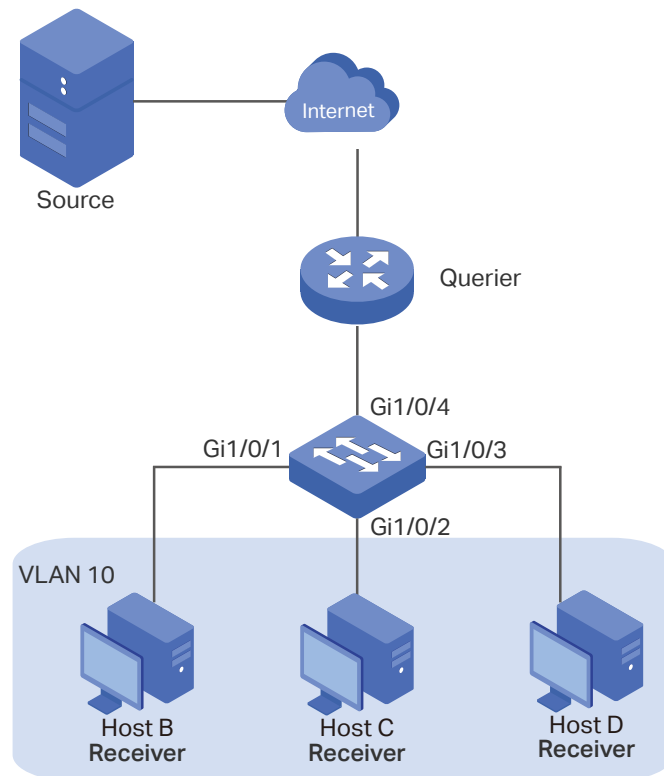 Internet
Source
Querier
Gi1/0/4
Gi1/0/1
Gi1/0/3
Gi1/0/2
VLAN 10
Host B
Receiver
Host C
Receiver
Host D
Receiver